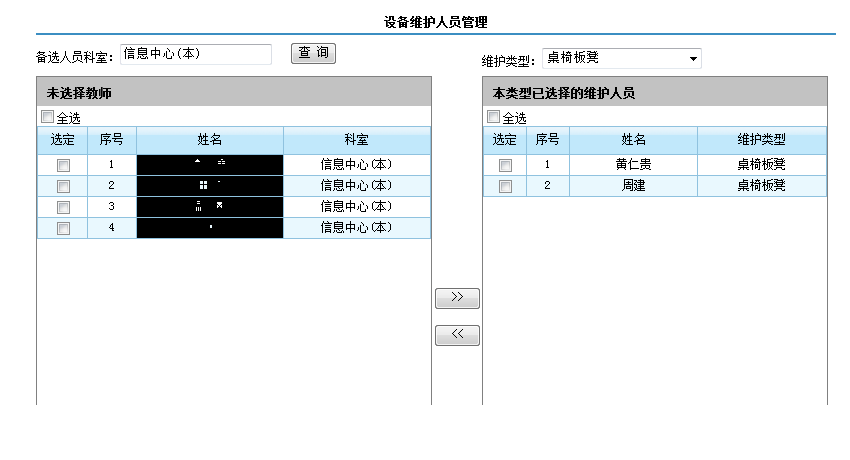 设备维护人员管理
备选人员科室: 信息中心(本) 查 询
维护类型: 桌椅板凳
未选择教师
全选
选定 序号 姓名 科室
1 信息中心(本)
2 信息中心(本)
3 信息中心(本)
4 信息中心(本)
>>
<<
本类型已选择的维护人员
全选
选定 序号 姓名 维护类型
1 黄仁贵 桌椅板凳
2 周建 桌椅板凳